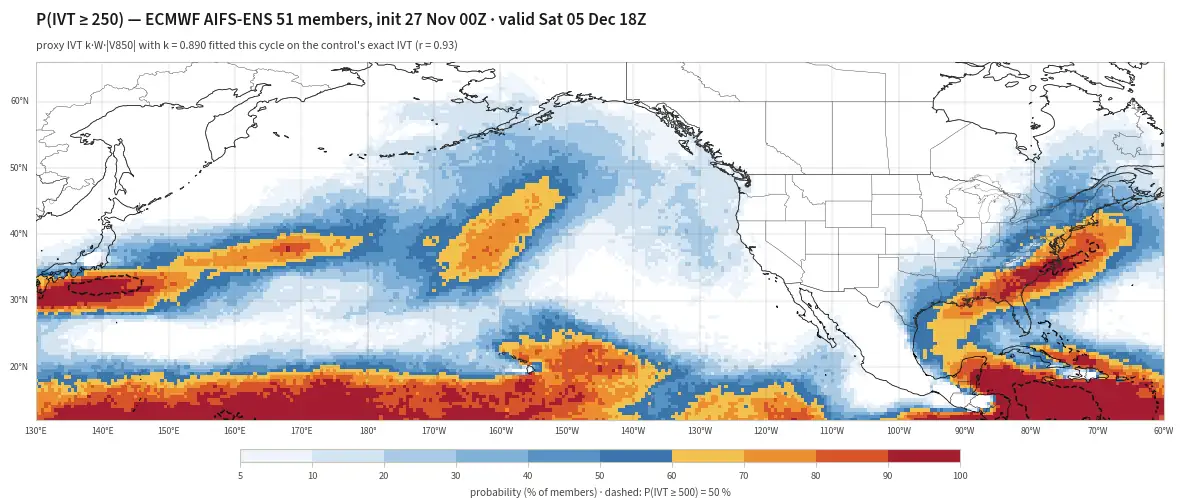 P(IVT ≥ 250) — ECMWF AIFS-ENS 51 members, init 27 Nov 00Z · valid Sat 05 Dec 18Z
proxy IVT k·W·|V850| with k = 0.890 fitted this cycle on the control's exact IVT (r = 0.93)
60°N
50°N
40°N
30°N
20°N
130°E 140°E 150°E 160°E 170°E 180° 170°W 160°W 150°W 140°W 130°W 120°W 110°W 100°W 90°W 80°W 70°W 60°W
5 10 20 30 40 50 60 70 80 90 100
probability (% of members) · dashed: P(IVT ≥ 500) = 50 %